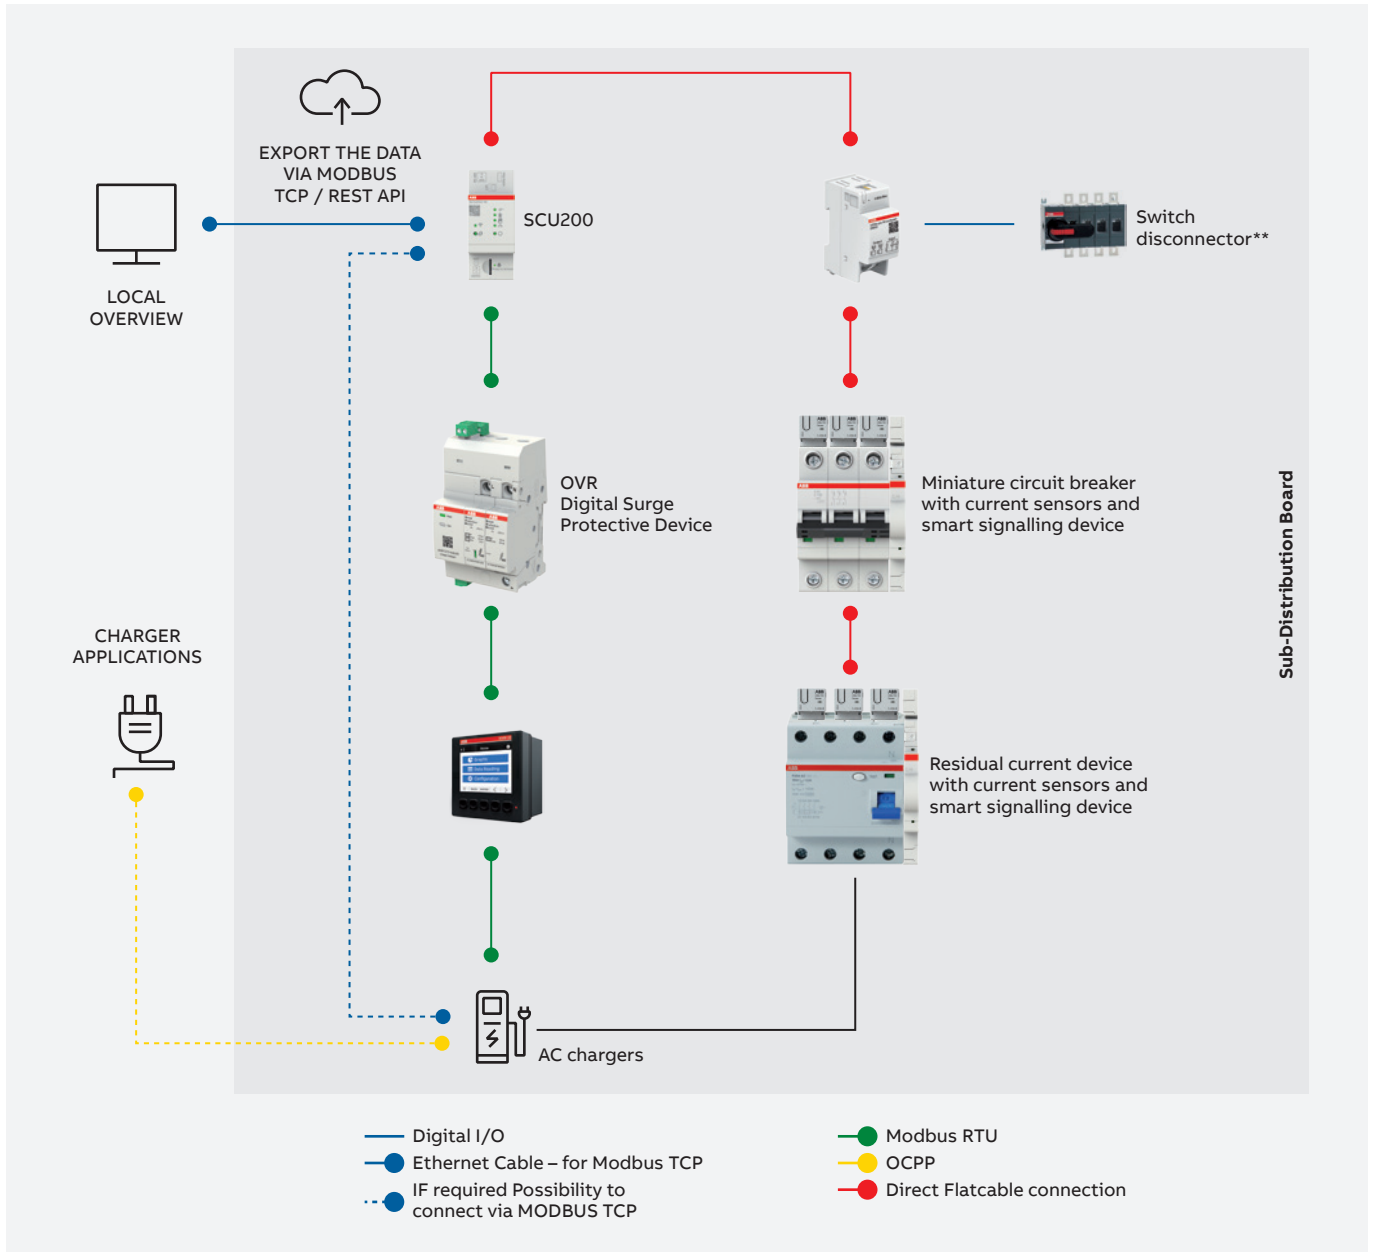 EXPORT THE DATA
VIA MODBUS
TCP / REST API
SCU200
Switch
disconnector**
LOCAL
OVERVIEW
OVR
Digital Surge
Protective Device
Miniature circuit breaker
with current sensors and
smart signalling device
Sub-Distribution Board
CHARGER
APPLICATIONS
Residual current device
with current sensors and
smart signalling device
AC chargers
Digital I/O
Ethernet Cable – for Modbus TCP
IF required Possibility to
connect via MODBUS TCP
Modbus RTU
OCPP
Direct Flatcable connection